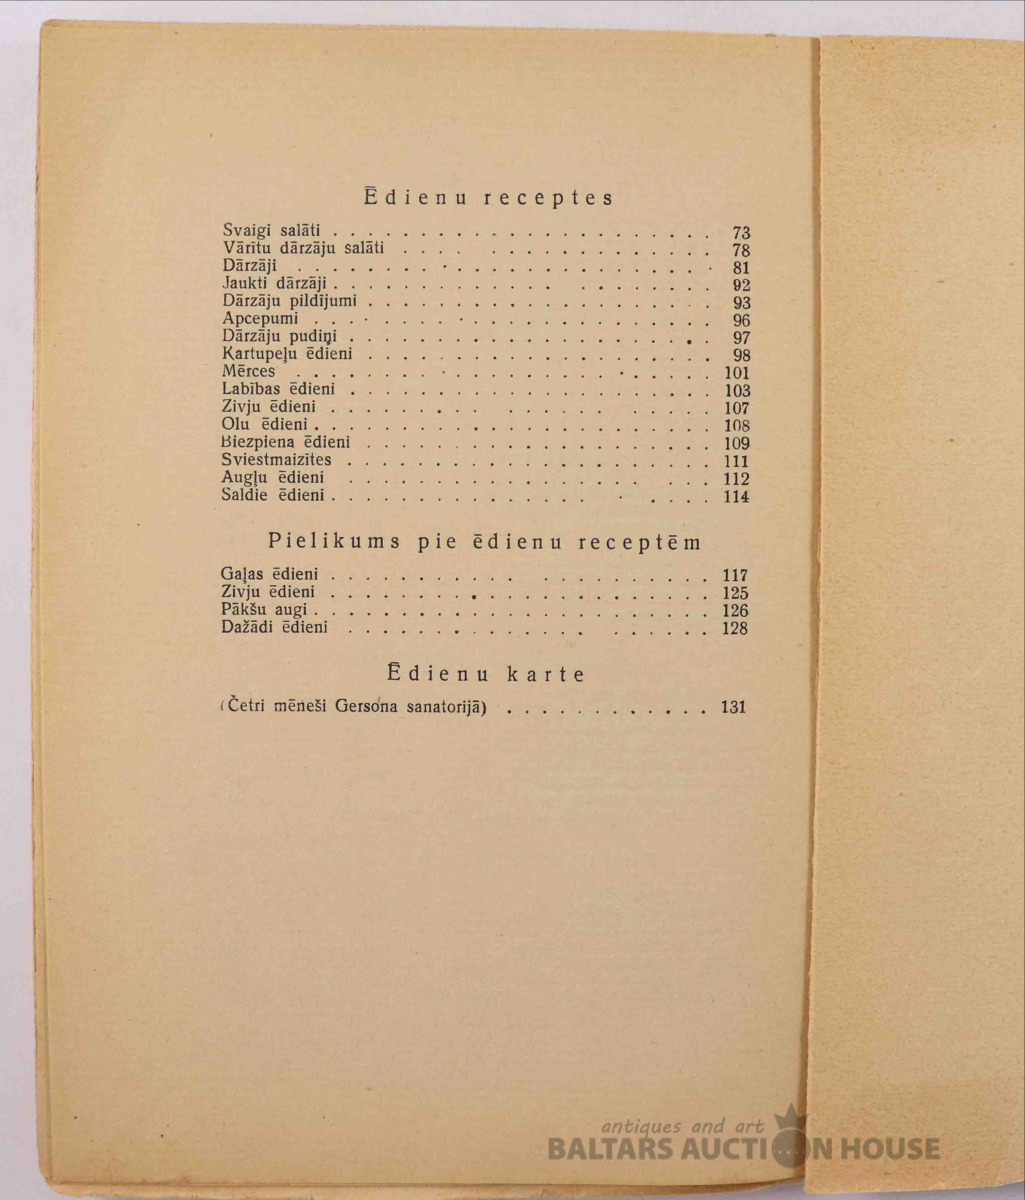 Ēdienu receptes
Svaigi salāti . . . . . . . . . . . . . . . . . . . . . . 73
Vārītu dārzāju salāti . . . . . . . . . . . . . . . . . . 78
Dārzāji . . . . . . . . . . . . . . . . . . . . . . . . 81
Jaukti dārzāji . . . . . . . . . . . . . . . . . . . . . 92
Dārzāju pildījumi . . . . . . . . . . . . . . . . . . . . 93
Apcepumi . . . . . . . . . . . . . . . . . . . . . . . 96
Dārzāju pudiņi . . . . . . . . . . . . . . . . . . . . . 97
Kartupeļu ēdieni . . . . . . . . . . . . . . . . . . . . 98
Mērces . . . . . . . . . . . . . . . . . . . . . . . . 101
Labības ēdieni . . . . . . . . . . . . . . . . . . . . . 103
Zivju ēdieni . . . . . . . . . . . . . . . . . . . . . 107
Olu ēdieni . . . . . . . . . . . . . . . . . . . . . . . 108
Biezpiena ēdieni . . . . . . . . . . . . . . . . . . . . 109
Sviestmaizītes . . . . . . . . . . . . . . . . . . . . . 111
Augļu ēdieni . . . . . . . . . . . . . . . . . . . . 112
Saldie ēdieni . . . . . . . . . . . . . . . . . . . . . 114
Pielikums pie ēdienu receptēm
Gaļas ēdieni . . . . . . . . . . . . . . . . . . . . . 117
Zivju ēdieni . . . . . . . . . . . . . . . . . . . . . . 125
Pākšu augi . . . . . . . . . . . . . . . . . . . . . . . 126
Dažādi ēdieni . . . . . . . . . . . . . . . . . . . . 128
Ēdienu karte
(Četri mēneši Gersona sanatorijā) . . . . . . . . . . . . 131
antiques and art
BALTARS AUCTION HOUSE